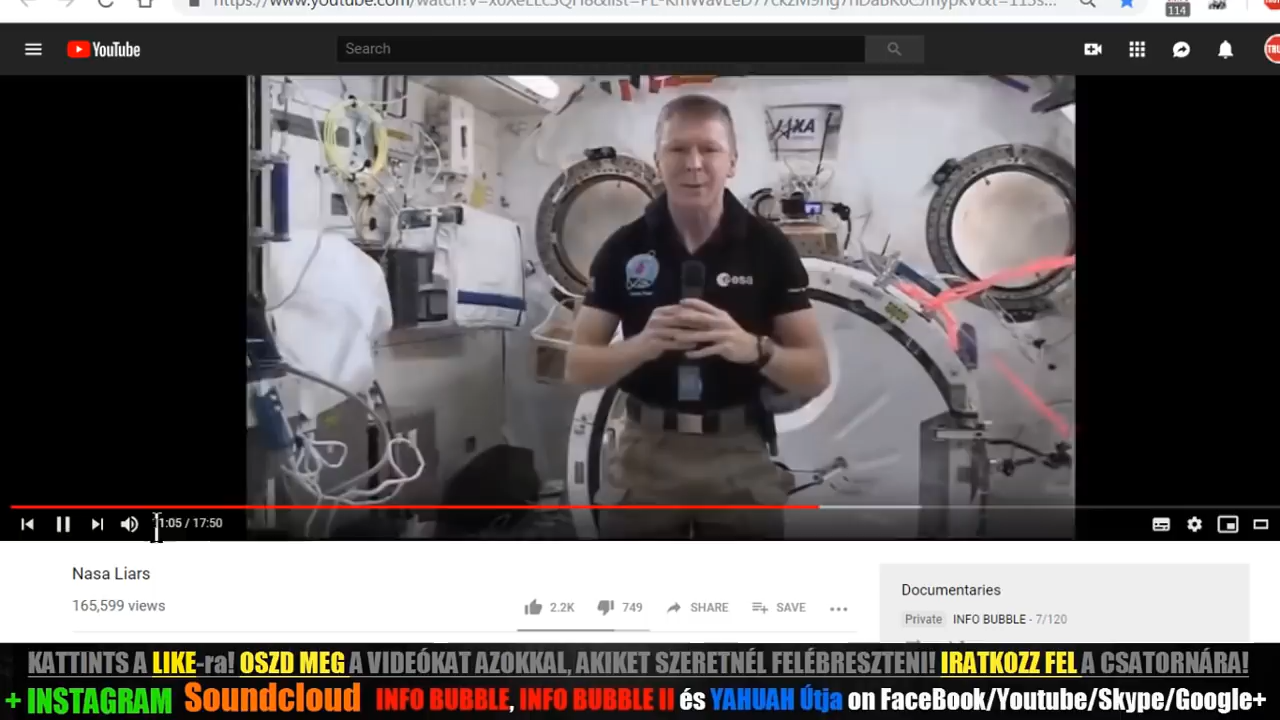 114
YouTube
Search
TRU
JAXA
esa
1:05 / 17:50
Nasa Liars
165,599 views
2.2K
749
SHARE
SAVE
Documentaries
Private
INFO BUBBLE - 7/120
KATTINTS A LIKE-ra! OSZD MEG A VIDEÓKAT AZOKKAL, AKIKET SZERETNÉL FELÉBRESZTENI! IRATKOZZ FEL A CSATORNÁRA!
+ INSTAGRAM Soundcloud INFO BUBBLE, INFO BUBBLE II és YAHUAH Útja on FaceBook/Youtube/Skype/Google+